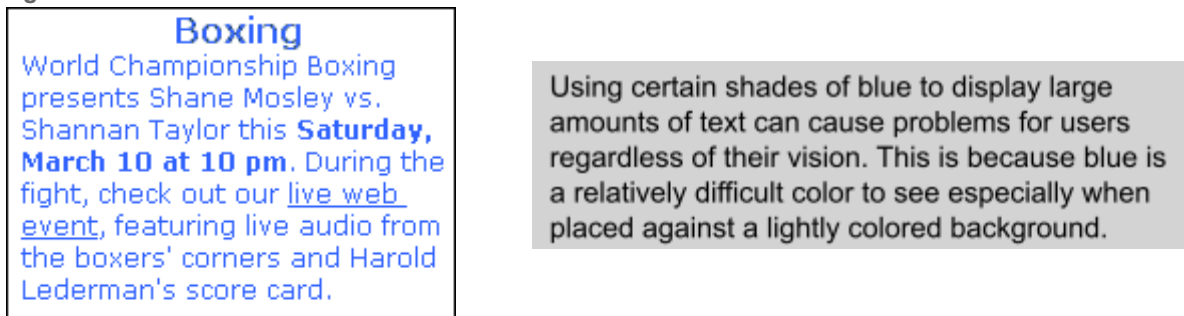 Boxing
World Championship Boxing
presents Shane Mosley vs.
Shannan Taylor this Saturday,
March 10 at 10 pm. During the
fight, check out our live web
event, featuring live audio from
the boxers' corners and Harold
Lederman's score card.
Using certain shades of blue to display large
amounts of text can cause problems for users
regardless of their vision. This is because blue is
a relatively difficult color to see especially when
placed against a lightly colored background.